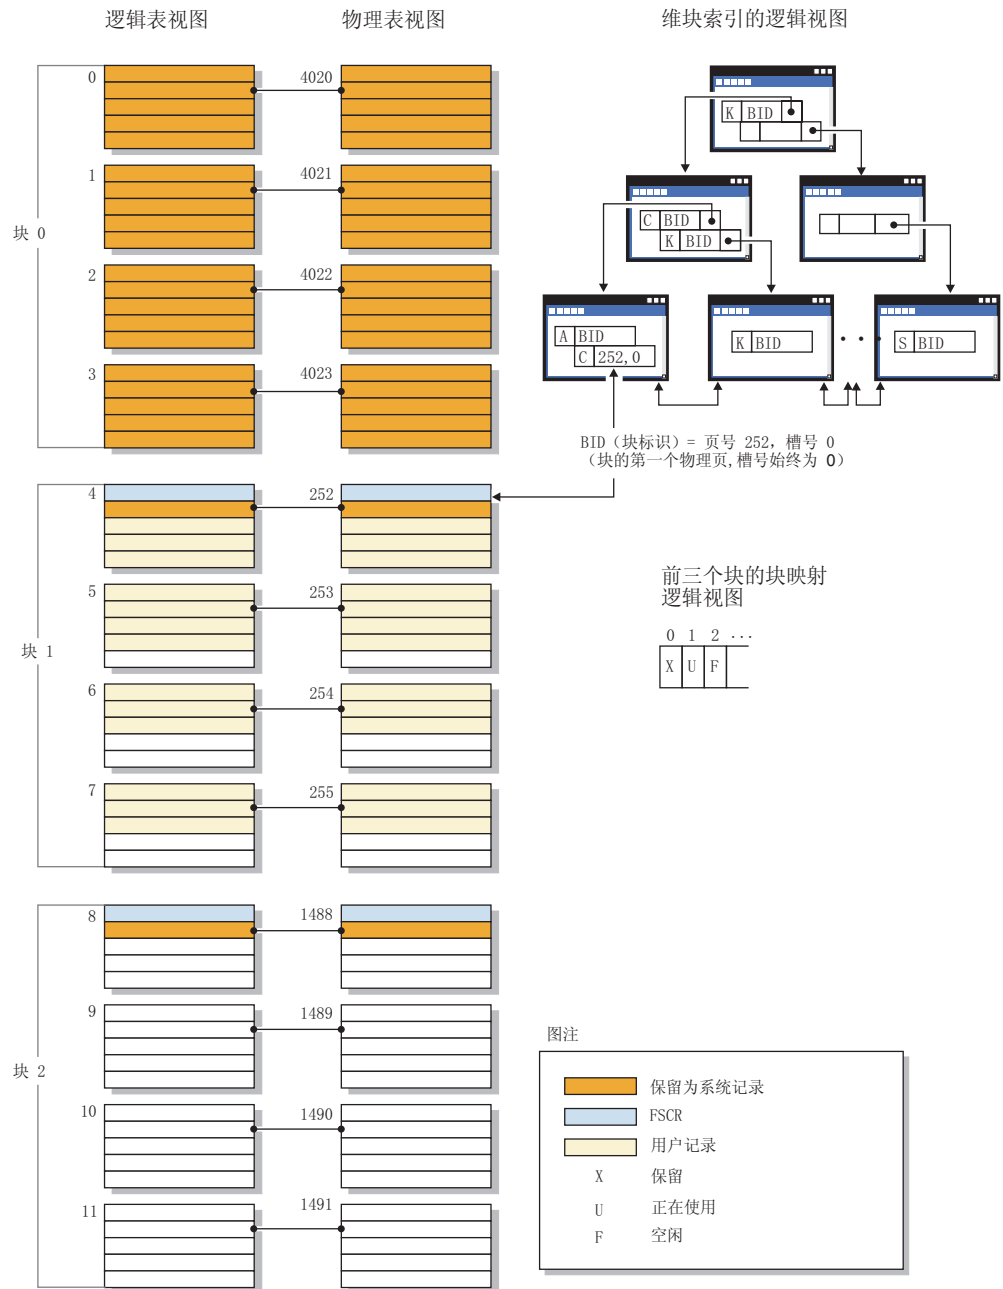 逻辑表视图
物理表视图
维块索引的逻辑视图
0
4020
1
4021
块 0
2
4022
3
4023
K BID
C BID
K BID
A BID
C 252,0
K BID
. . .
S BID
BID（块标识）= 页号 252，槽号 0
（块的第一个物理页,槽号始终为 0）
4
252
5
253
块 1
6
254
7
255
前三个块的块映射
逻辑视图
0 1 2 ...
X U F
8
1488
9
1489
块 2
10
1490
11
1491
图注
保留为系统记录
FSCR
用户记录
X 保留
U 正在使用
F 空闲